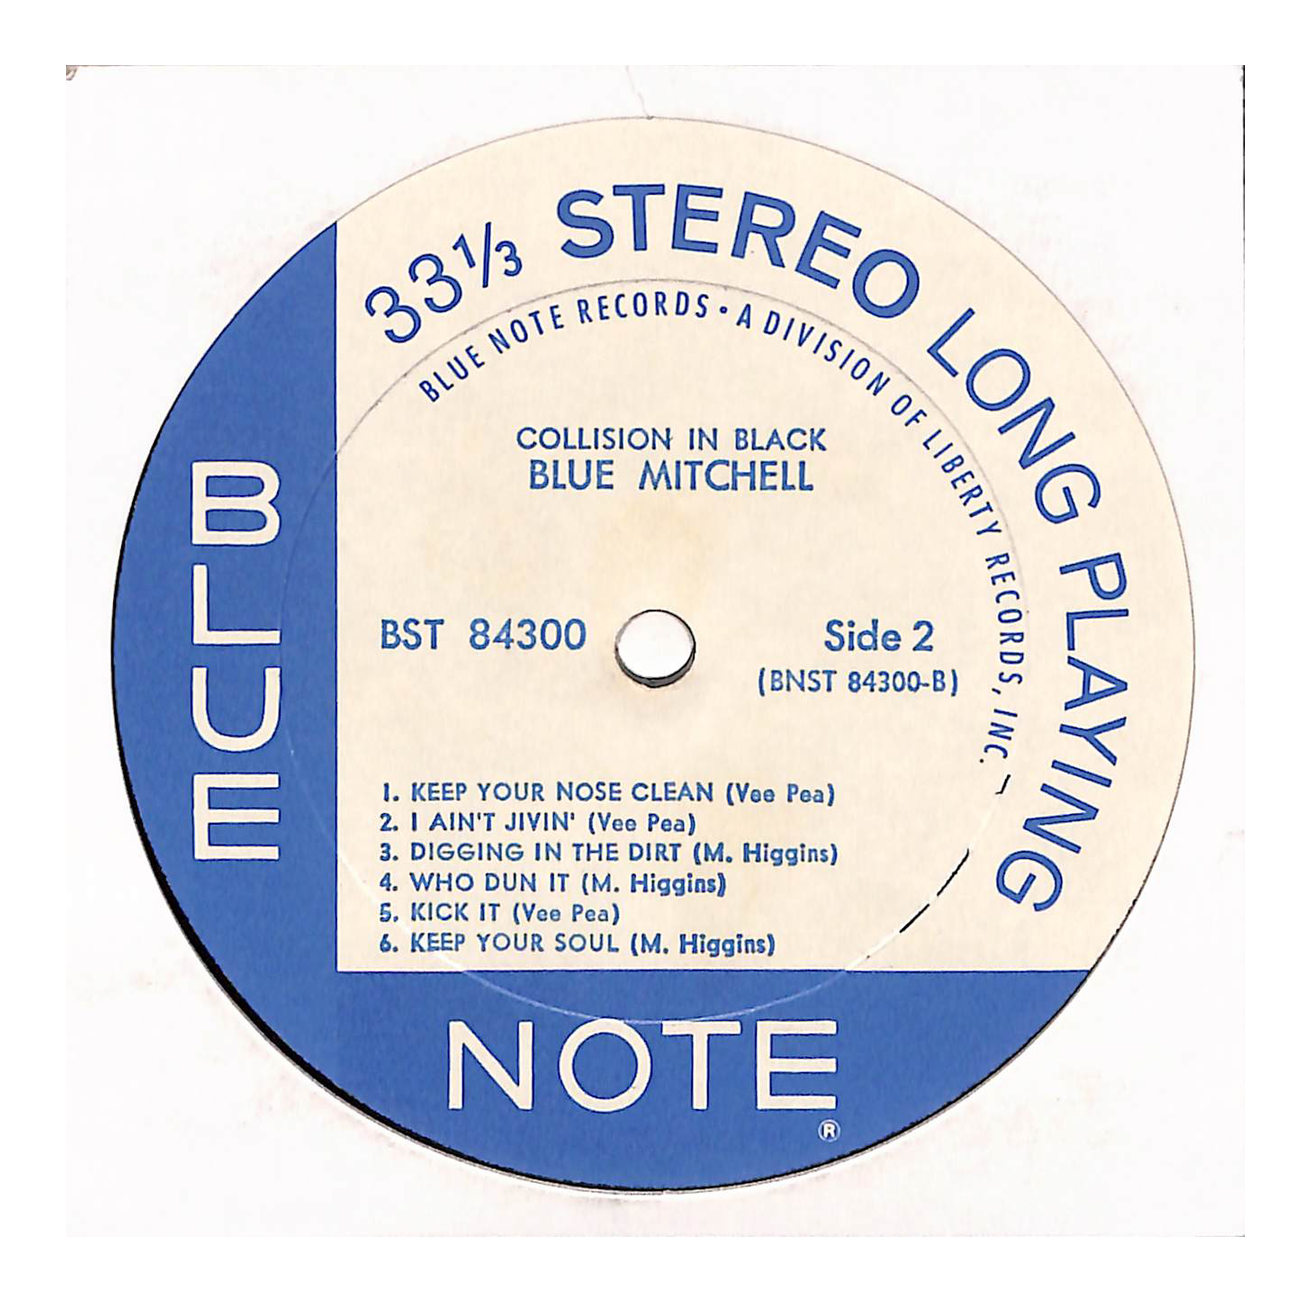 33⅓ STEREO LONG PLAYING
BLUE NOTE RECORDS • A DIVISION OF LIBERTY RECORDS, INC.
COLLISION IN BLACK
BLUE MITCHELL
BST 84300
Side 2
(BNST 84300-B)
1. KEEP YOUR NOSE CLEAN (Vee Pea)
2. I AIN'T JIVIN' (Vee Pea)
3. DIGGING IN THE DIRT (M. Higgins)
4. WHO DUN IT (M. Higgins)
5. KICK IT (Vee Pea)
6. KEEP YOUR SOUL (M. Higgins)
BLUE
NOTE
®